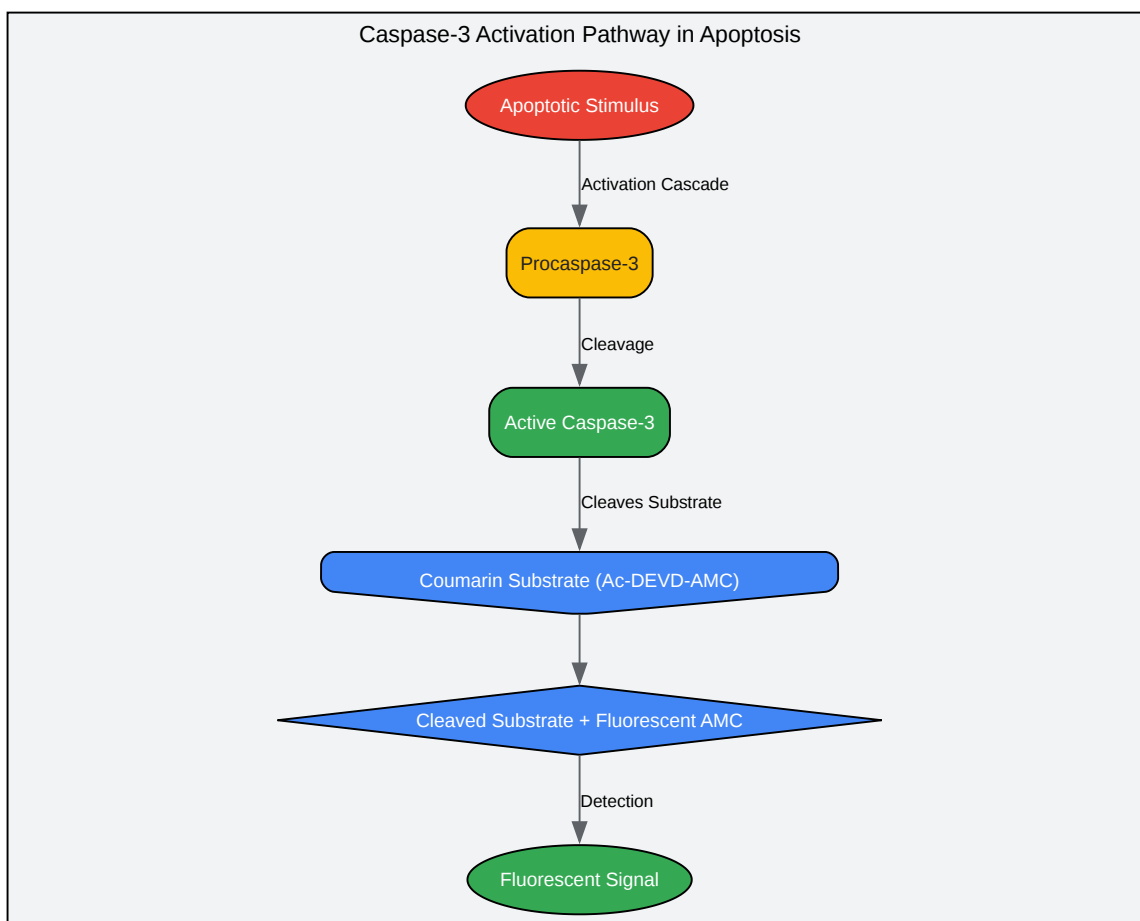 Caspase-3 Activation Pathway in Apoptosis
Apoptotic Stimulus
Activation Cascade
Procaspase-3
Cleavage
Active Caspase-3
Cleaves Substrate
Coumarin Substrate (Ac-DEVD-AMC)
Cleaved Substrate + Fluorescent AMC
Detection
Fluorescent Signal